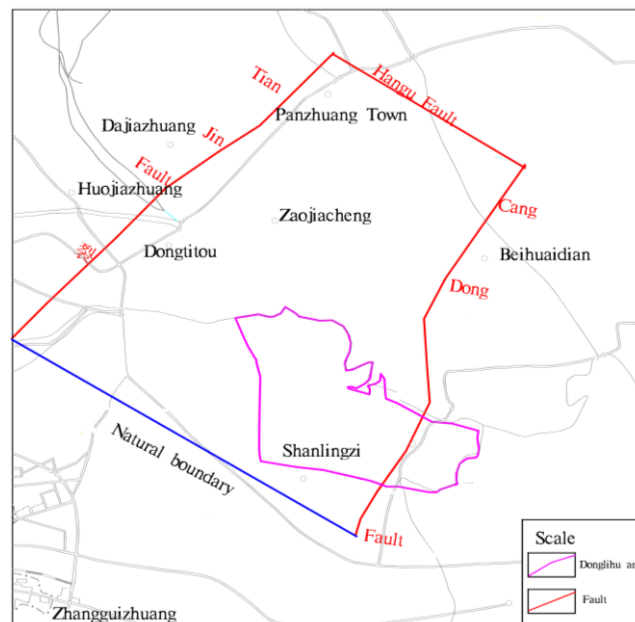 Tian
Hangu Fault
Panzhuang Town
Dajiazhuang
Jin
Fault
Huojiazhuang
Zaojiacheng
Cang
裂
Dongtitou
Beihuaidian
Dong
Shanlingzi
Natural boundary
Fault
Scale
Donglihu ar
Fault
Zhangguizhuang